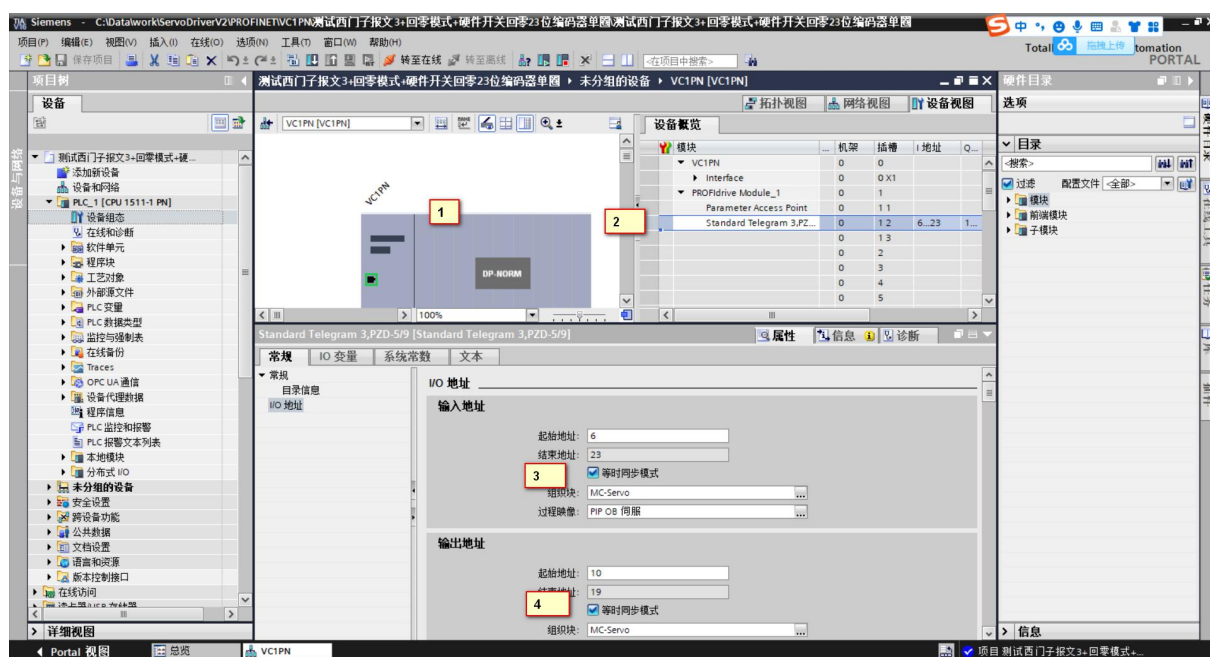 Siemens - C:\Data\work\ServoDriverV2\PROFINET\VC1PN\测试西门子报文3+回零模式+硬件开关回零23位编码器单圈\测试西门子报文3+回零模式+硬件开关回零23位编码器单圈
项目(P) 编辑(E) 视图(V) 插入(I) 在线(O) 选项(N) 工具(T) 窗口(W) 帮助(H)
Totall
拖拽上传
tomation
PORTAL
保存项目 转至在线 转至离线 <在项目中搜索>
项目树
测试西门子报文3+回零模式+硬件开关回零23位编码器单圈 ▸ 未分组的设备 ▸ VC1PN [VC1PN]
硬件目录
设备
拓扑视图 网络视图 设备视图
选项
VC1PN [VC1PN]
设备概览
设备与网络
测试西门子报文3+回零模式+硬...
添加新设备
设备和网络
PLC_1 [CPU 1511-1 PN]
设备组态
在线和诊断
软件单元
程序块
工艺对象
外部源文件
PLC 变量
PLC 数据类型
监控与强制表
在线备份
Traces
OPC UA 通信
设备代理数据
程序信息
PLC 监控和报警
PLC 报警文本列表
本地模块
分布式 I/O
未分组的设备
安全设置
跨设备功能
公共数据
文档设置
语言和资源
版本控制接口
在线访问
详细视图
VC1PN
1
2
DP-NORM
100%
模块 ... 机架 插槽 I 地址 Q...
VC1PN 0 0
Interface 0 0 X1
PROFIdrive Module_1 0 1
Parameter Access Point 0 1 1
Standard Telegram 3,PZ... 0 1 2 6...23 1...
0 1 3
0 2
0 3
0 4
0 5
目录
<搜索>
过滤 配置文件 <全部>
模块
前端模块
子模块
Standard Telegram 3,PZD-5/9 [Standard Telegram 3,PZD-5/9]
属性 信息 诊断
常规 IO 变量 系统常数 文本
常规
目录信息
I/O 地址
I/O 地址
输入地址
起始地址: 6
结束地址: 23
3
等时同步模式
组织块: MC-Servo
过程映像: PIP OB 伺服
输出地址
起始地址: 10
19
4
等时同步模式
组织块: MC-Servo
信息
Portal 视图 总览 VC1PN
项目 测试西门子报文3+回零模式+...